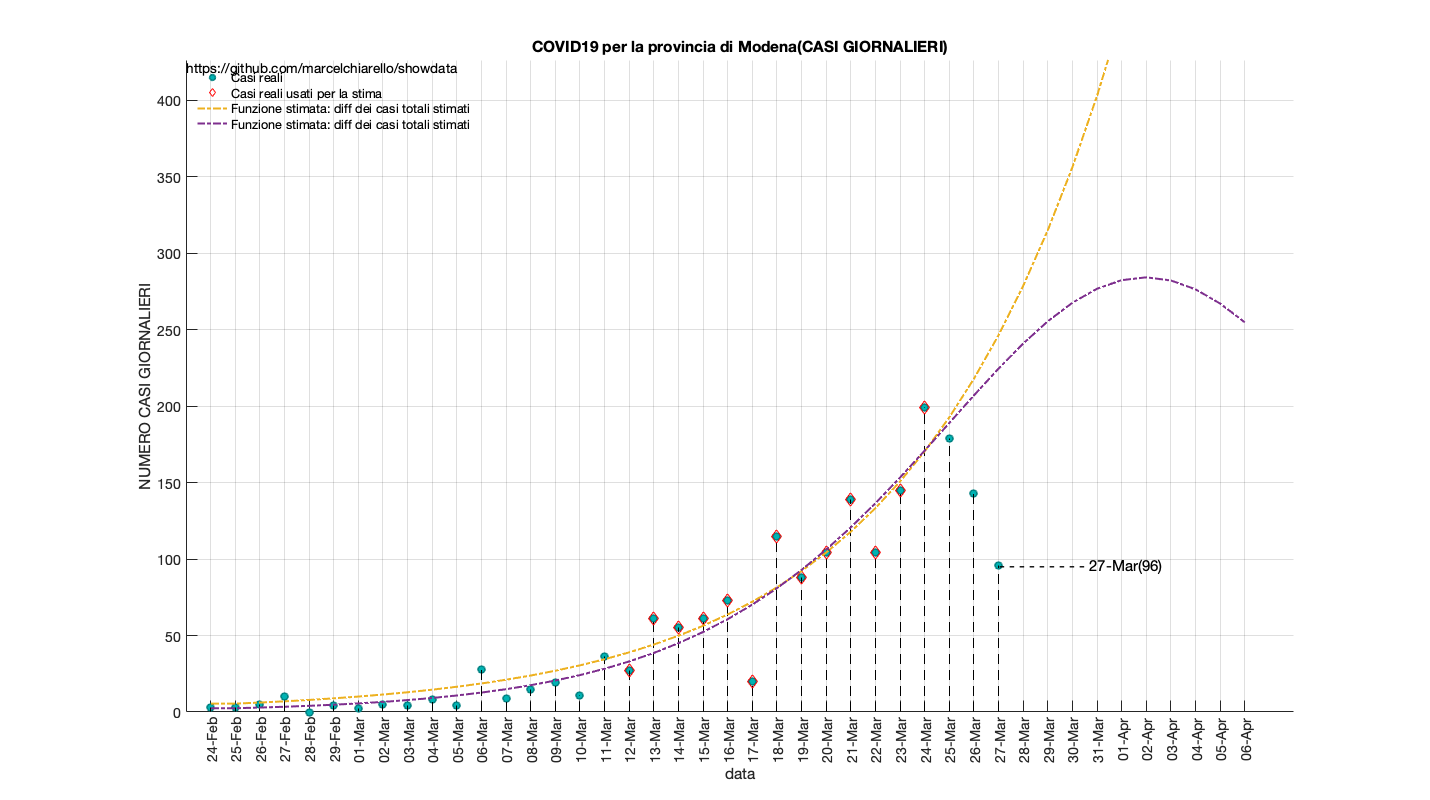 COVID19 per la provincia di Modena(CASI GIORNALIERI)
https://github.com/marcelchiarello/showdata
Casi reali
Casi reali usati per la stima
Funzione stimata: diff dei casi totali stimati
Funzione stimata: diff dei casi totali stimati
NUMERO CASI GIORNALIERI
400
350
300
250
200
150
100
50
0
27-Mar(96)
24-Feb
25-Feb
26-Feb
27-Feb
28-Feb
29-Feb
01-Mar
02-Mar
03-Mar
04-Mar
05-Mar
06-Mar
07-Mar
08-Mar
09-Mar
10-Mar
11-Mar
12-Mar
13-Mar
14-Mar
15-Mar
16-Mar
17-Mar
18-Mar
19-Mar
20-Mar
21-Mar
22-Mar
23-Mar
24-Mar
25-Mar
26-Mar
27-Mar
28-Mar
29-Mar
30-Mar
31-Mar
01-Apr
02-Apr
03-Apr
04-Apr
05-Apr
06-Apr
data